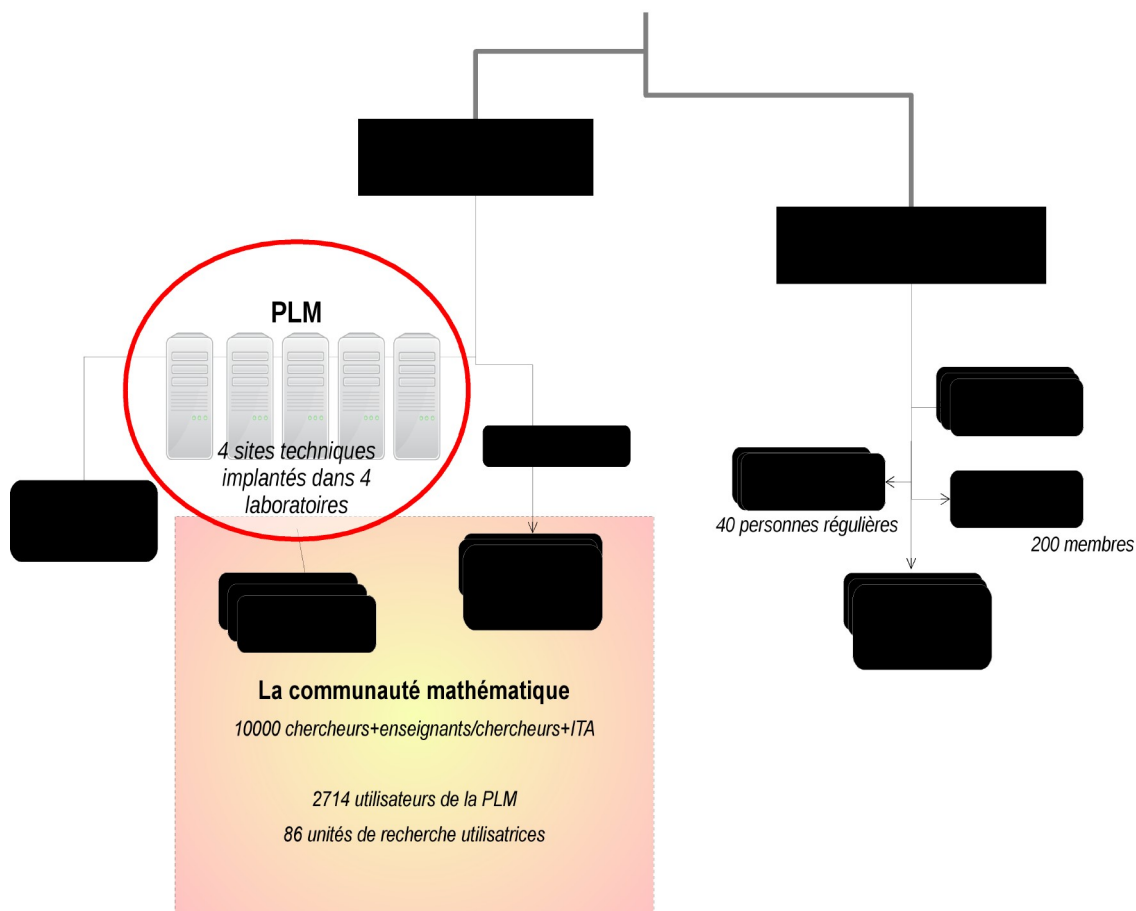 PLM
4 sites techniques
implantés dans 4
laboratoires
40 personnes régulières
200 membres
La communauté mathématique
10000 chercheurs+enseignants/chercheurs+ITA
2714 utilisateurs de la PLM
86 unités de recherche utilisatrices